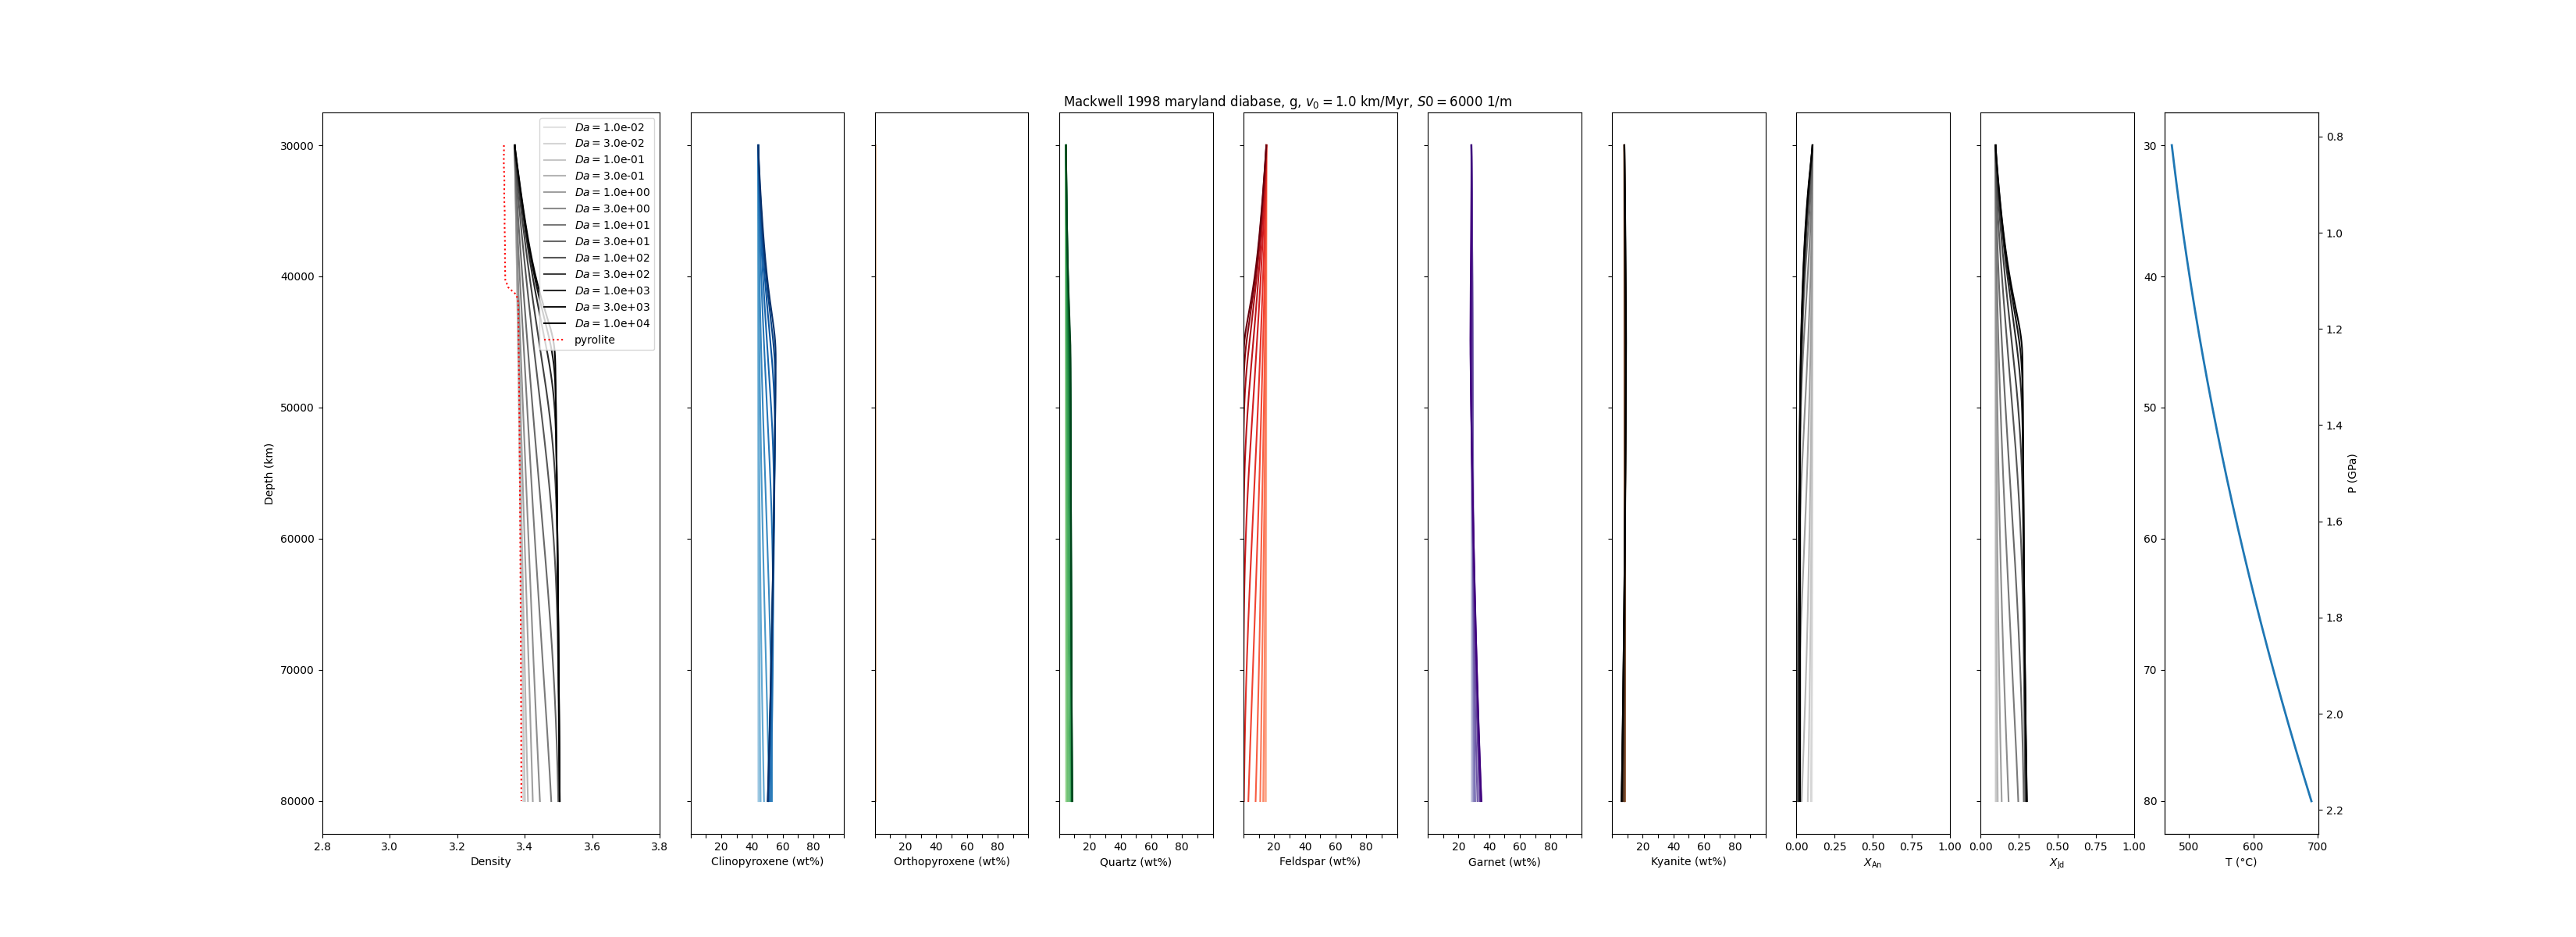 Mackwell 1998 maryland diabase, g, v₀ = 1.0 km/Myr, S0 = 6000 1/m
Da = 1.0e-02
Da = 3.0e-02
Da = 1.0e-01
Da = 3.0e-01
Da = 1.0e+00
Da = 3.0e+00
Da = 1.0e+01
Da = 3.0e+01
Da = 1.0e+02
Da = 3.0e+02
Da = 1.0e+03
Da = 3.0e+03
Da = 1.0e+04
pyrolite
Depth (km)
30000
40000
50000
60000
70000
80000
2.8 3.0 3.2 3.4 3.6 3.8
Density
20 40 60 80
Clinopyroxene (wt%)
20 40 60 80
Orthopyroxene (wt%)
20 40 60 80
Quartz (wt%)
20 40 60 80
Feldspar (wt%)
20 40 60 80
Garnet (wt%)
20 40 60 80
Kyanite (wt%)
0.00 0.25 0.50 0.75 1.00
X_An
0.00 0.25 0.50 0.75 1.00
X_Jd
30
40
50
60
70
80
500 600 700
T (°C)
0.8
1.0
1.2
1.4
1.6
1.8
2.0
2.2
P (GPa)